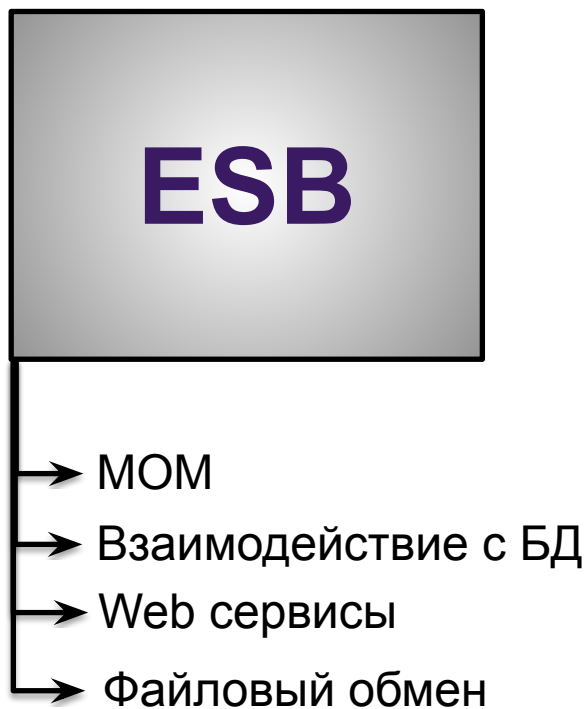 ESB
MOM
Взаимодействие с БД
Web сервисы
Файловый обмен